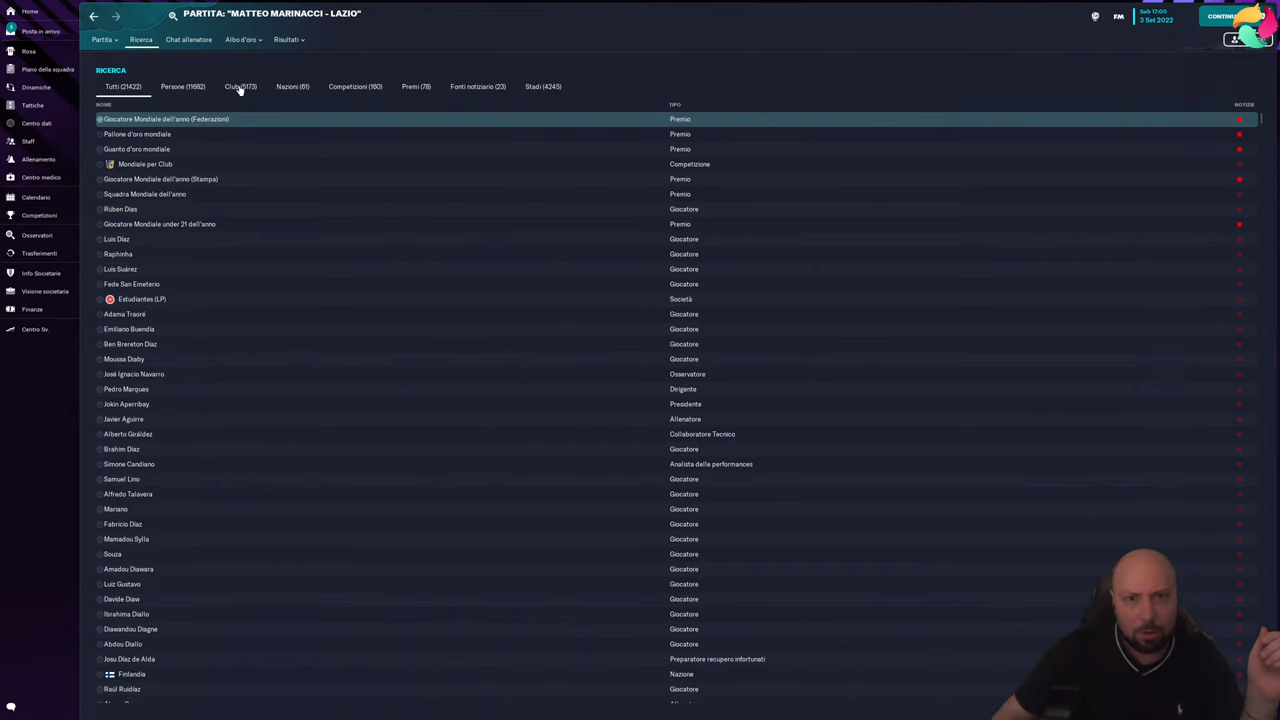 Home
PARTITA: "MATTEO MARINACCI - LAZIO"
Sab 17:00
3 Set 2022
FM
CONTINU
Posta in arrivo
Rosa
Piano della squadra
Dinamiche
Tattiche
Centro dati
Staff
Allenamento
Centro medico
Calendario
Competizioni
Osservatori
Trasferimenti
Info Societarie
Visione societaria
Finanze
Centro Sv.
Partita Ricerca Chat allenatore Albo d'oro Risultati
RICERCA
Tutti (21422) Persone (11682) Club (5173) Nazioni (61) Competizioni (160) Premi (78) Fonti notiziario (23) Stadi (4245)
NOME TIPO NOTIZIE
Giocatore Mondiale dell'anno (Federazioni) Premio
Pallone d'oro mondiale Premio
Guanto d'oro mondiale Premio
Mondiale per Club Competizione
Giocatore Mondiale dell'anno (Stampa) Premio
Squadra Mondiale dell'anno Premio
Rúben Dias Giocatore
Giocatore Mondiale under 21 dell'anno Premio
Luis Díaz Giocatore
Raphinha Giocatore
Luis Suárez Giocatore
Fede San Emeterio Giocatore
Estudiantes (LP) Società
Adama Traoré Giocatore
Emiliano Buendía Giocatore
Ben Brereton Díaz Giocatore
Moussa Diaby Giocatore
José Ignacio Navarro Osservatore
Pedro Marques Dirigente
Jokin Aperribay Presidente
Javier Aguirre Allenatore
Alberto Giráldez Collaboratore Tecnico
Brahim Díaz Giocatore
Simone Candiano Analista delle performances
Samuel Lino Giocatore
Alfredo Talavera Giocatore
Mariano Giocatore
Fabricio Díaz Giocatore
Mamadou Sylla Giocatore
Souza Giocatore
Amadou Diawara Giocatore
Luiz Gustavo Giocatore
Davide Diaw Giocatore
Ibrahima Diallo Giocatore
Diawandou Diagne Giocatore
Abdou Diallo Giocatore
Josu Díaz de Alda Preparatore recupero infortunati
Finlandia Nazione
Raúl Ruidíaz Giocatore